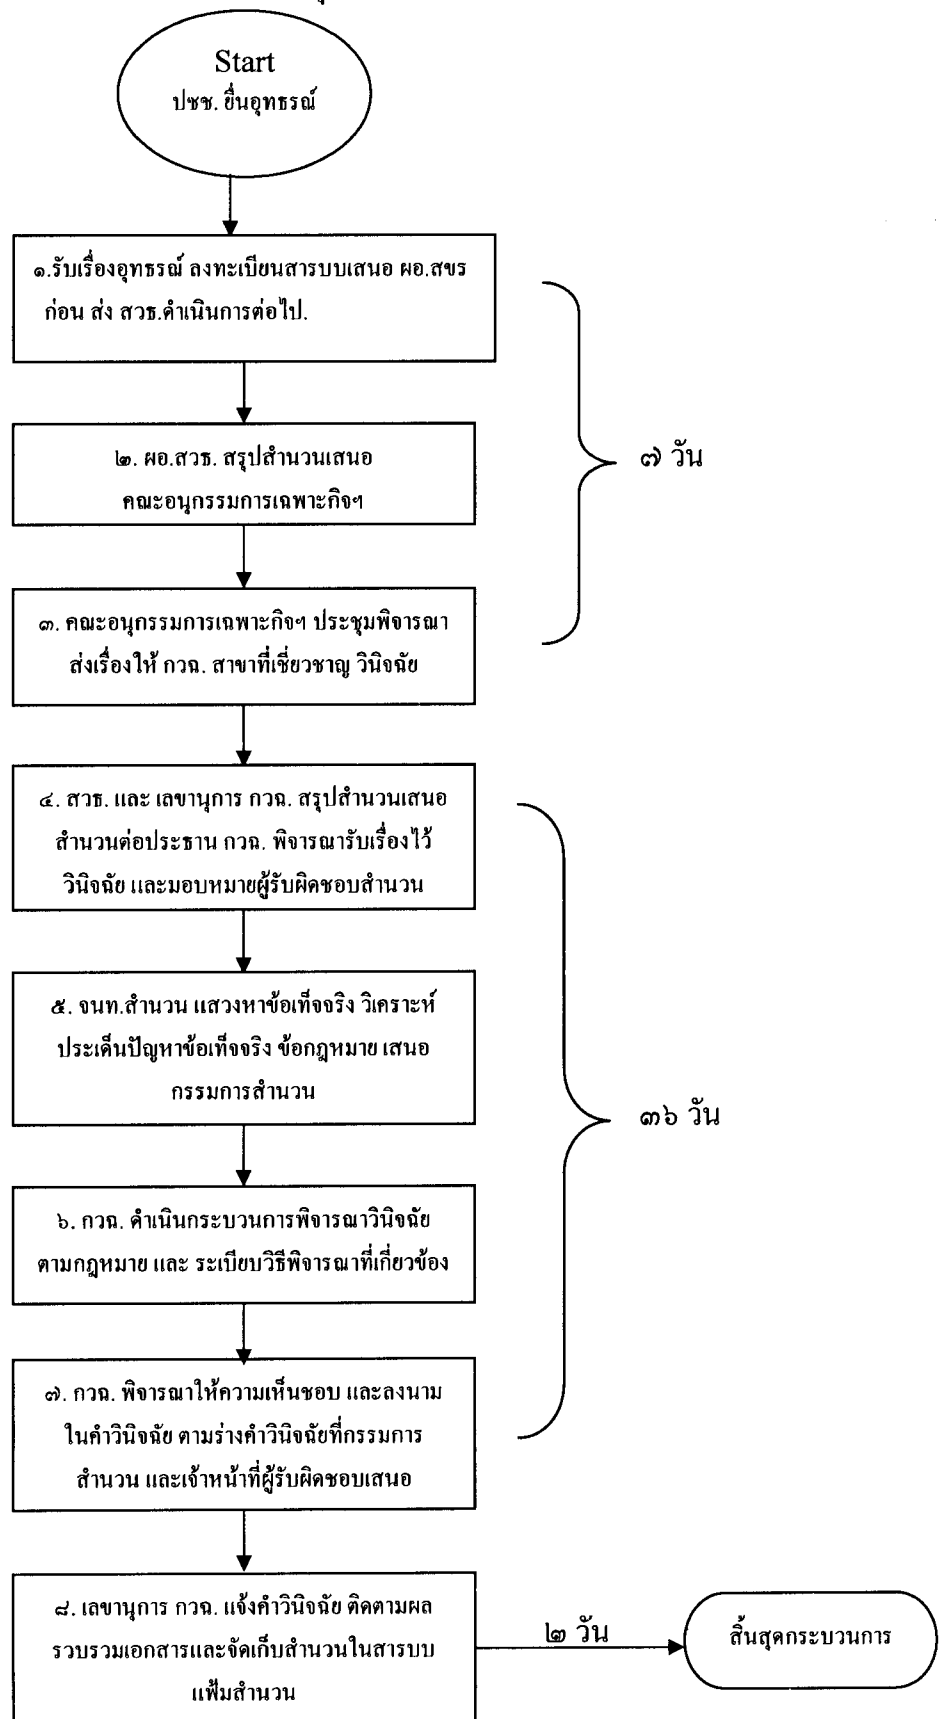 Start
ปชช. ยื่นอุทธรณ์
๑.รับเรื่องอุทธรณ์ ลงทะเบียนสารบบเสนอ ผอ.สขร
ก่อน ส่ง สวธ.ดำเนินการต่อไป.
๒. ผอ.สวธ. สรุปสำนวนเสนอ
คณะอนุกรรมการเฉพาะกิจฯ
๓. คณะอนุกรรมการเฉพาะกิจฯ ประชุมพิจารณา
ส่งเรื่องให้ กวฉ. สาขาที่เชี่ยวชาญ วินิจฉัย
๗ วัน
๔. สวธ. และ เลขานุการ กวฉ. สรุปสำนวนเสนอ
สำนวนต่อประธาน กวฉ. พิจารณารับเรื่องไว้
วินิจฉัย และมอบหมายผู้รับผิดชอบสำนวน
๕. จนท.สำนวน แสวงหาข้อเท็จจริง วิเคราะห์
ประเด็นปัญหาข้อเท็จจริง ข้อกฎหมาย เสนอ
กรรมการสำนวน
๓๖ วัน
๖. กวฉ. ดำเนินกระบวนการพิจารณาวินิจฉัย
ตามกฎหมาย และ ระเบียบวิธีพิจารณาที่เกี่ยวข้อง
๗. กวฉ. พิจารณาให้ความเห็นชอบ และลงนาม
ในคำวินิจฉัย ตามร่างคำวินิจฉัยที่กรรมการ
สำนวน และเจ้าหน้าที่ผู้รับผิดชอบเสนอ
๘. เลขานุการ กวฉ. แจ้งคำวินิจฉัย ติดตามผล
รวบรวมเอกสารและจัดเก็บสำนวนในสารบบ
แฟ้มสำนวน
๒ วัน
สิ้นสุดกระบวนการ